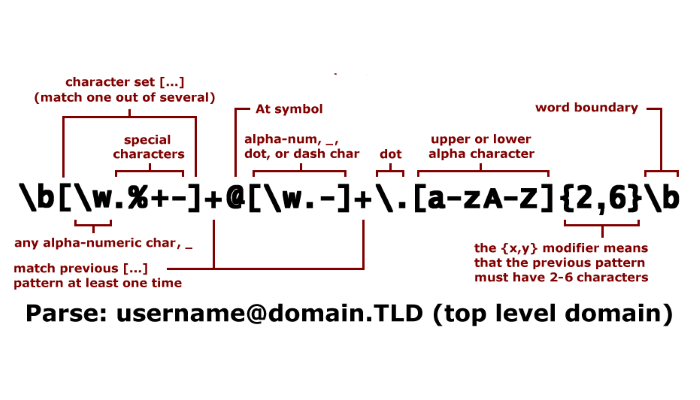 character set [...]
(match one out of several)
At symbol
word boundary
special
characters
alpha-num, _,
dot, or dash char
dot
upper or lower
alpha character
\b[\w.%+-]+@[\w.-]+\.[a-zA-Z]{2,6}\b
any alpha-numeric char, _
match previous [...]
pattern at least one time
the {x,y} modifier means
that the previous pattern
must have 2-6 characters
Parse: username@domain.TLD (top level domain)